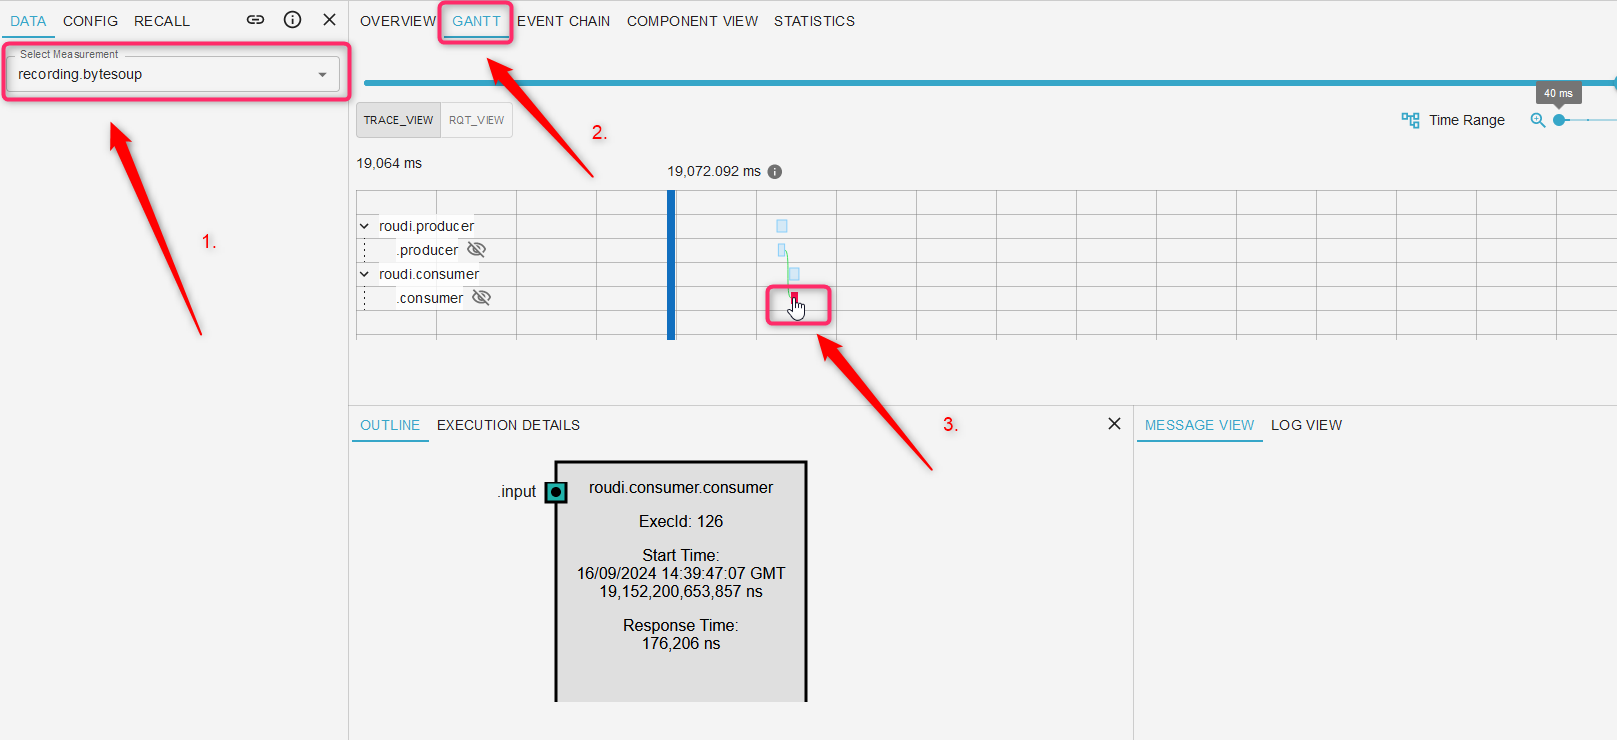 DATA CONFIG RECALL
OVERVIEW GANTT EVENT CHAIN COMPONENT VIEW STATISTICS
Select Measurement
recording.bytesoup
40 ms
TRACE_VIEW RQT_VIEW
Time Range
1.
2.
3.
19,064 ms
19,072.092 ms
roudi.producer
.producer
roudi.consumer
.consumer
OUTLINE EXECUTION DETAILS
MESSAGE VIEW LOG VIEW
.input
roudi.consumer.consumer
ExecId: 126
Start Time:
16/09/2024 14:39:47:07 GMT
19,152,200,653,857 ns
Response Time:
176,206 ns